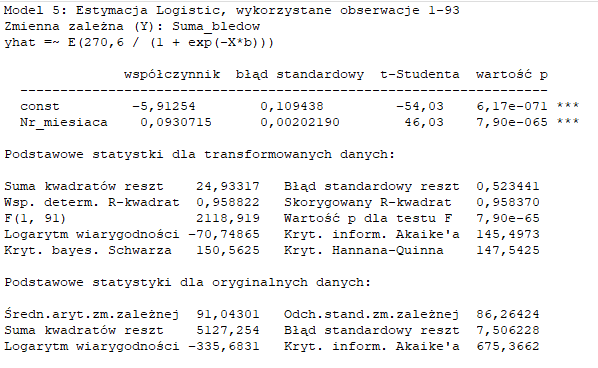 Model 5: Estymacja Logistic, wykorzystane obserwacje 1-93
Zmienna zależna (Y): Suma_bledow
yhat =~ E(270,6 / (1 + exp(-X*b)))
współczynnik błąd standardowy t-Studenta wartość p
---------------------------------------------------------------
const -5,91254 0,109438 -54,03 6,17e-071 ***
Nr_miesiaca 0,0930715 0,00202190 46,03 7,90e-065 ***
Podstawowe statystki dla transformowanych danych:
Suma kwadratów reszt 24,93317 Błąd standardowy reszt 0,523441
Wsp. determ. R-kwadrat 0,958822 Skorygowany R-kwadrat 0,958370
F(1, 91) 2118,919 Wartość p dla testu F 7,90e-65
Logarytm wiarygodności -70,74865 Kryt. inform. Akaike'a 145,4973
Kryt. bayes. Schwarza 150,5625 Kryt. Hannana-Quinna 147,5425
Podstawowe statystyki dla oryginalnych danych:
Średn.aryt.zm.zależnej 91,04301 Odch.stand.zm.zależnej 86,26424
Suma kwadratów reszt 5127,254 Błąd standardowy reszt 7,506228
Logarytm wiarygodności -335,6831 Kryt. inform. Akaike'a 675,3662